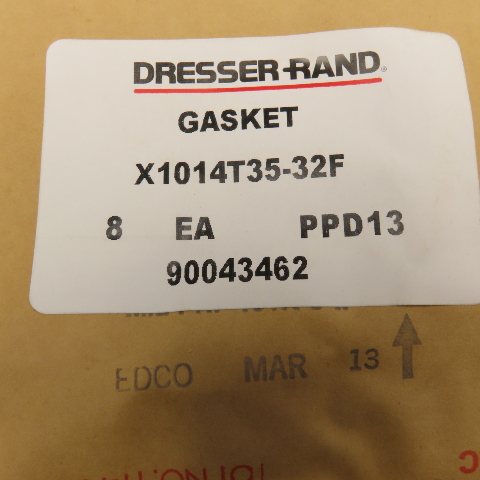 DRESSER-RAND®
GASKET
X1014T35-32F
8 EA PPD13
90043462
EDCO MAR 13